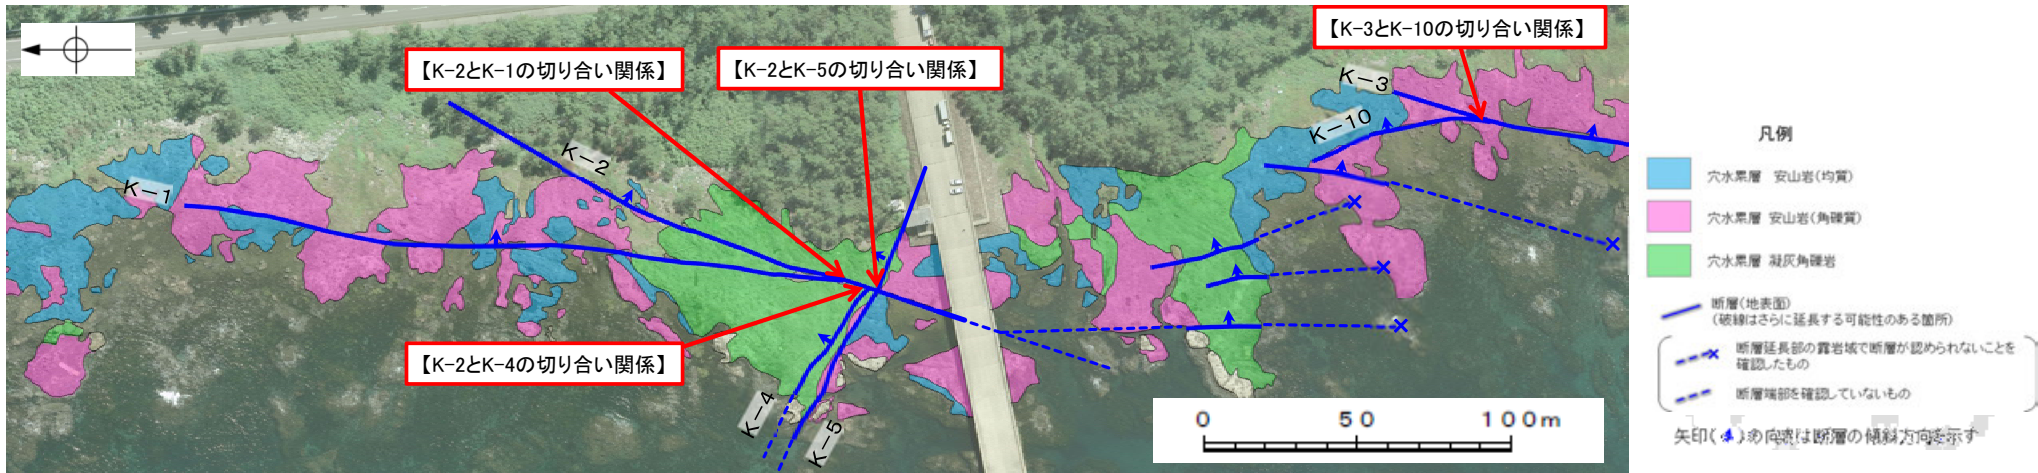 【K-3とK-10の切り合い関係】
【K-2とK-1の切り合い関係】
【K-2とK-5の切り合い関係】
K-3
K-10
K-2
K-1
【K-2とK-4の切り合い関係】
K-4
K-5
0 50 100m
凡例
穴水累層 安山岩(均質)
穴水累層 安山岩(角礫質)
穴水累層 凝灰角礫岩
断層(地表面)
(破線はさらに延長する可能性のある箇所)
断層延長部の露岩域で断層が認められないことを
確認したもの
断層端部を確認していないもの
矢印( )の向きは断層の傾斜方向を示す